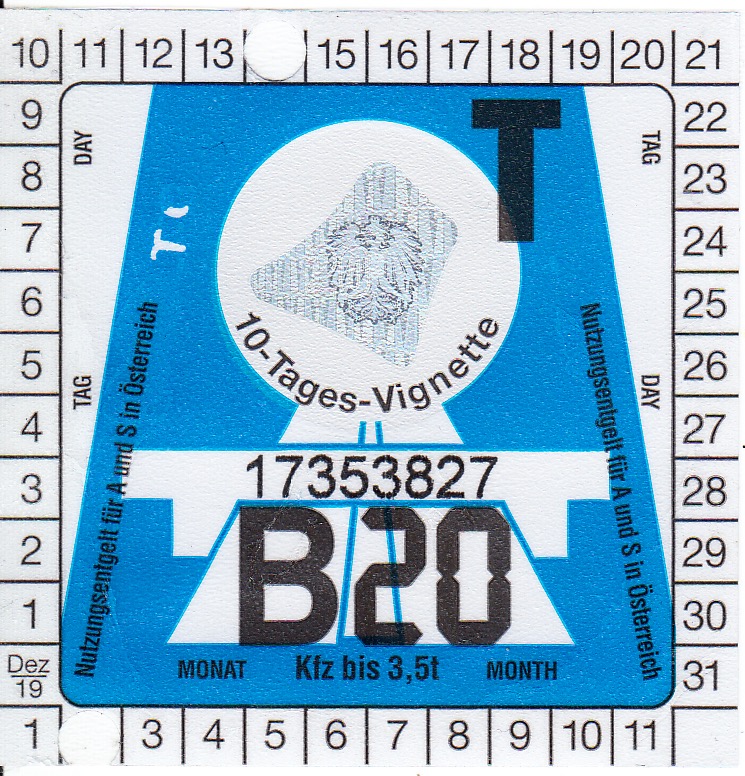 10 11 12 13 15 16 17 18 19 20 21
9 22
8 23
7 24
6 25
5 26
4 27
3 28
2 29
1 30
Dez
19
31
1 3 4 5 6 7 8 9 10 11
DAY
TAG
T
TAG
DAY
10-Tages-Vignette
17353827
B20
MONAT Kfz bis 3,5t MONTH
Nutzungsentgelt für A und S in Österreich
Nutzungsentgelt für A und S in Österreich